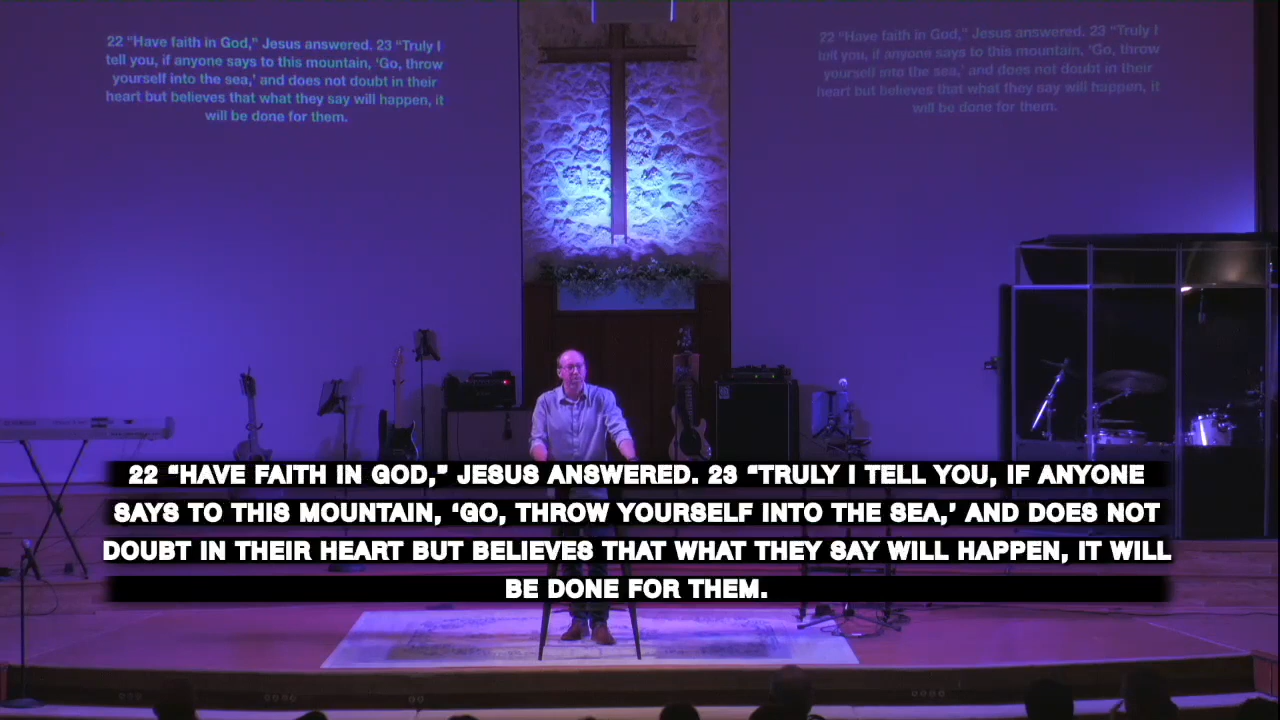 22 “Have faith in God,” Jesus answered. 23 “Truly I
tell you, if anyone says to this mountain, ‘Go, throw
yourself into the sea,’ and does not doubt in their
heart but believes that what they say will happen, it
will be done for them.
22 “Have faith in God,” Jesus answered. 23 “Truly I
tell you, if anyone says to this mountain, ‘Go, throw
yourself into the sea,’ and does not doubt in their
heart but believes that what they say will happen, it
will be done for them.
22 “HAVE FAITH IN GOD,” JESUS ANSWERED. 23 “TRULY I TELL YOU, IF ANYONE
SAYS TO THIS MOUNTAIN, ‘GO, THROW YOURSELF INTO THE SEA,’ AND DOES NOT
DOUBT IN THEIR HEART BUT BELIEVES THAT WHAT THEY SAY WILL HAPPEN, IT WILL
BE DONE FOR THEM.